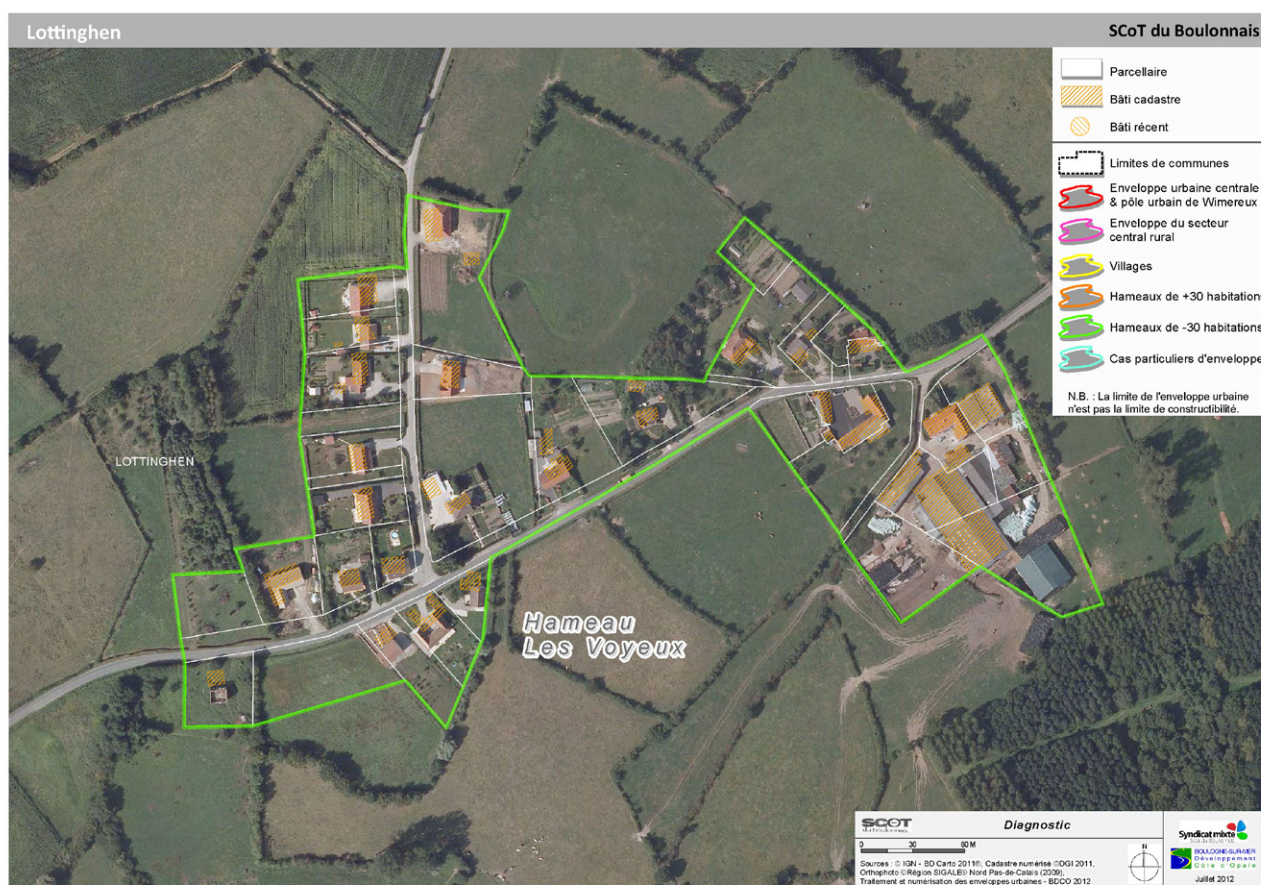 Lottinghen
SCoT du Boulonnais
Parcellaire
Bâti cadastre
Bâti récent
Limites de communes
Enveloppe urbaine centrale
& pôle urbain de Wimereux
Enveloppe du secteur
central rural
Villages
Hameaux de +30 habitations
Hameaux de -30 habitations
Cas particuliers d'enveloppe
N.B. : La limite de l'enveloppe urbaine
n'est pas la limite de constructibilité.
LOTTINGHEN
Hameau
Les Voyeux
SCOT
du boulonnais
Diagnostic
0 30 60 M
Sources : © IGN - BD Carto 2011®, Cadastre numérisé ©DGI 2011,
Orthophoto ©Région SIGALE® Nord Pas-de-Calais (2009),
Traitement et numérisation des enveloppes urbaines - BDCO 2012
N
Syndicat mixte
BOULOGNE-SUR-MER
Développement
Côte d'Opale
Juillet 2012